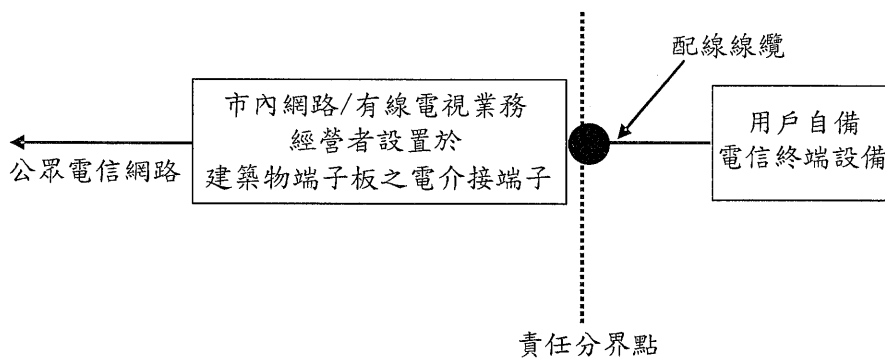 配線線纜
市內網路/有線電視業務
經營者設置於
建築物端子板之電介接端子
用戶自備
電信終端設備
公眾電信網路
責任分界點